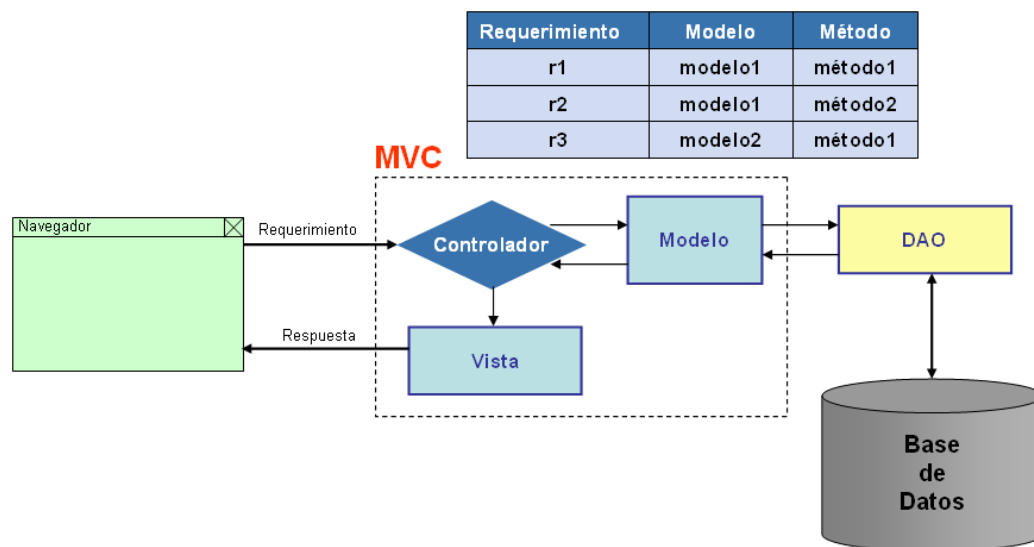 Requerimiento Modelo Método
r1 modelo1 método1
r2 modelo1 método2
r3 modelo2 método1
MVC
Navegador
Requerimiento
Controlador
Modelo
DAO
Respuesta
Vista
Base
de
Datos